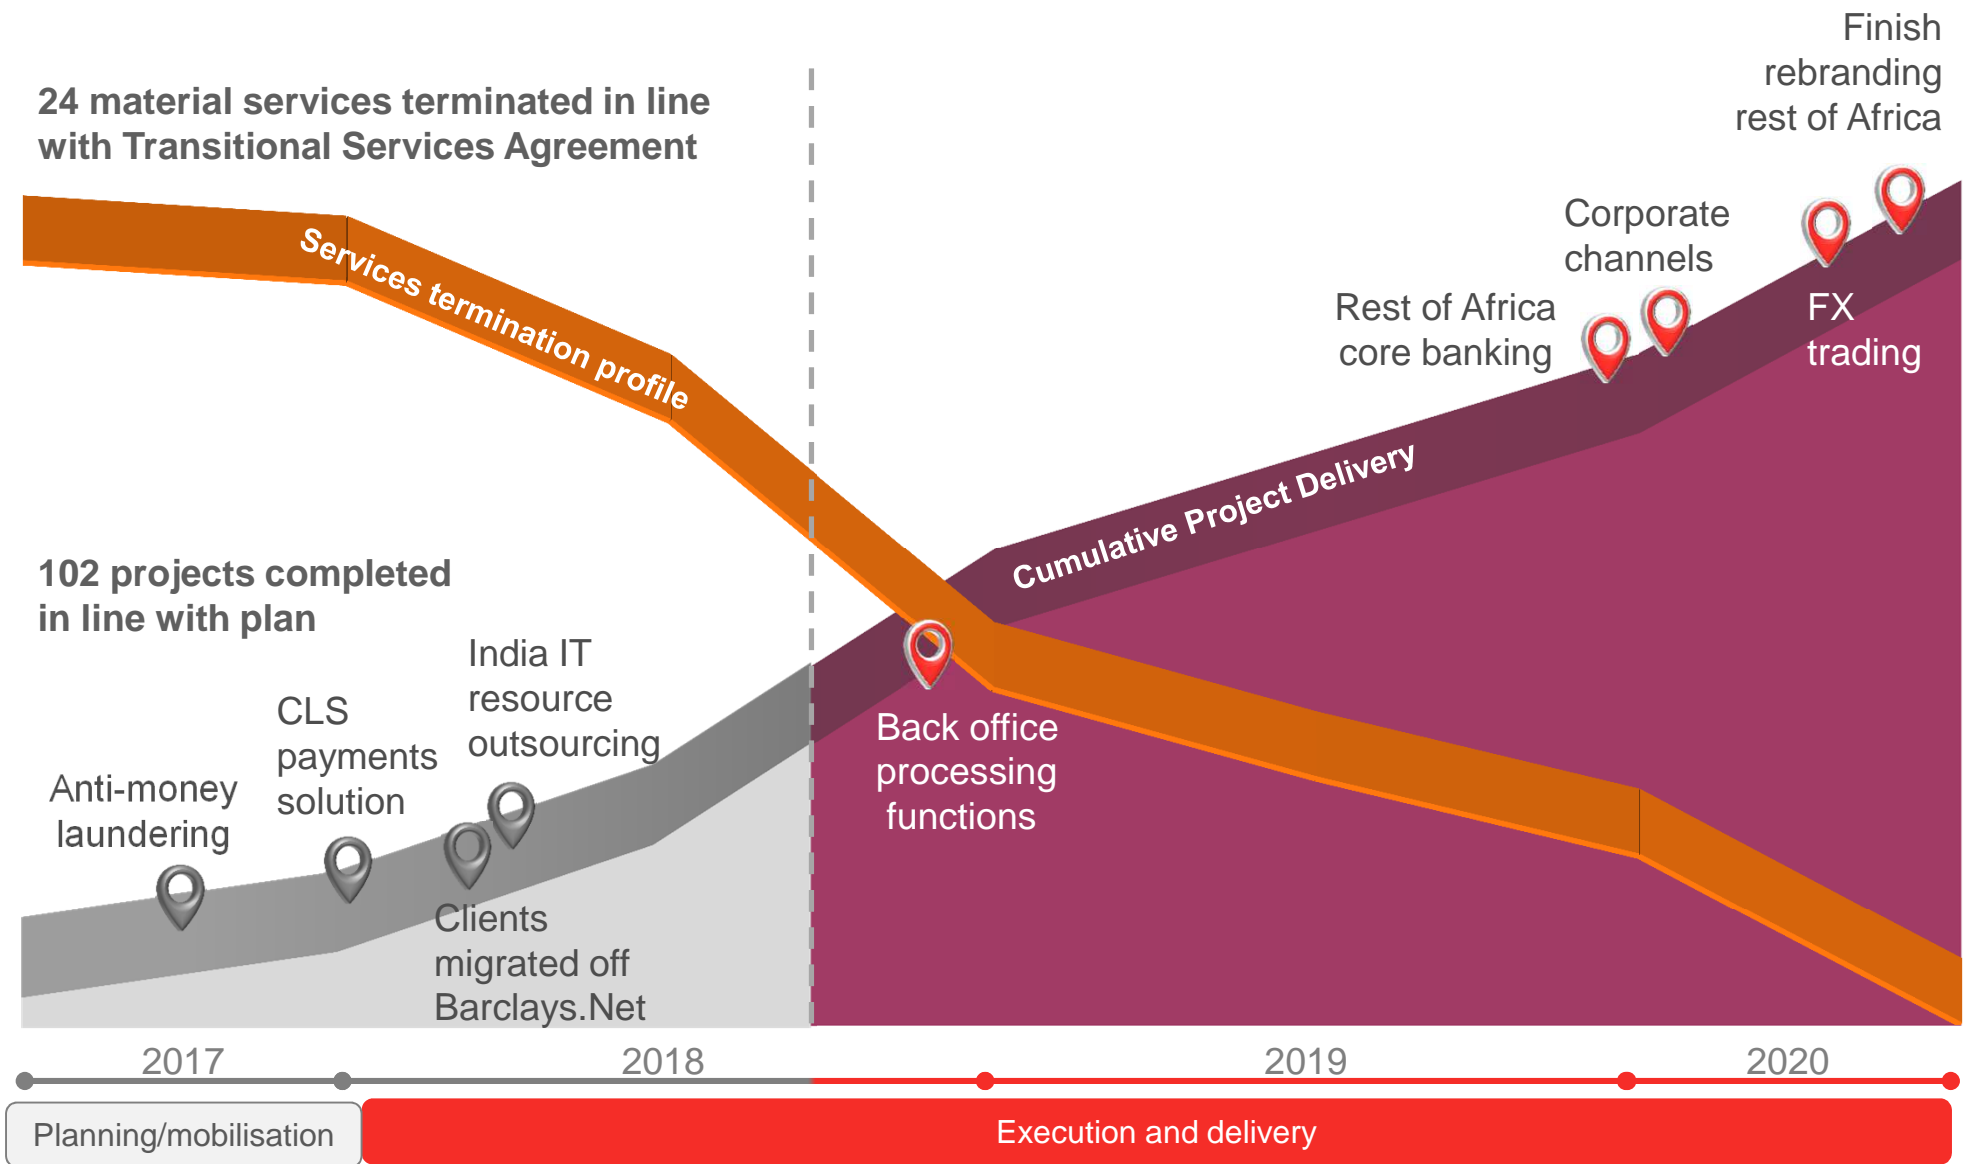 Finish
rebranding
rest of Africa
24 material services terminated in line
with Transitional Services Agreement
Corporate
channels
Services termination profile
Rest of Africa
core banking
FX
trading
Cumulative Project Delivery
102 projects completed
in line with plan
India IT
resource
outsourcing
CLS
payments
solution
Back office
processing
functions
Anti-money
laundering
Clients
migrated off
Barclays.Net
2017
2018
2019
2020
Planning/mobilisation
Execution and delivery